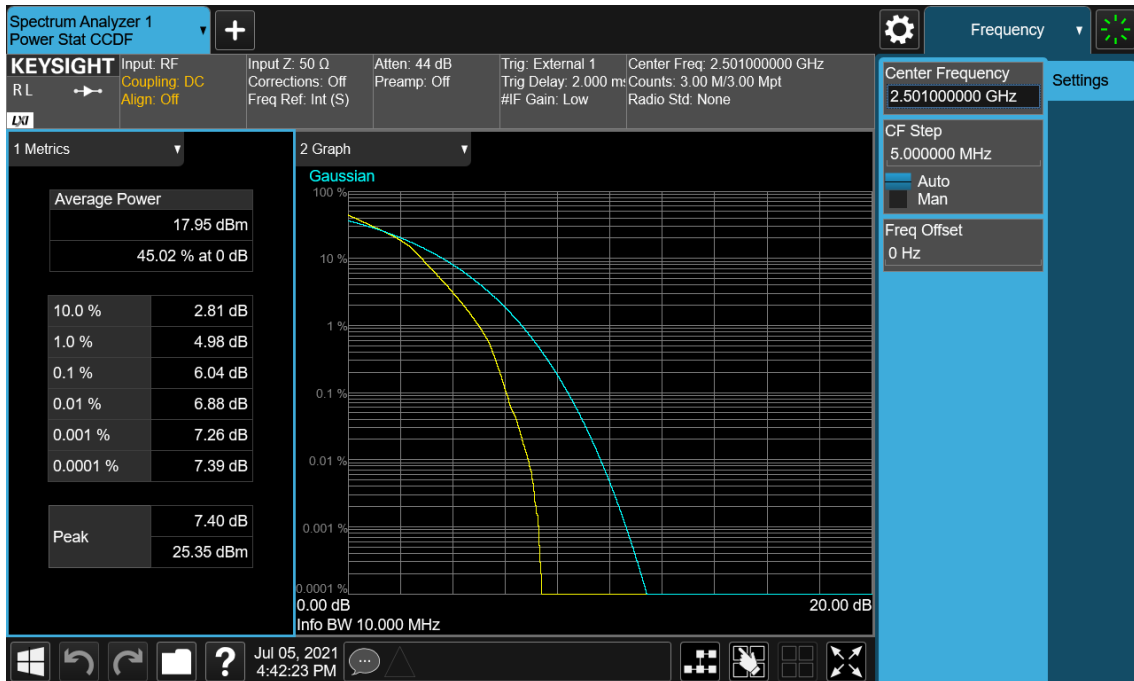 Spectrum Analyzer 1
Power Stat CCDF
▼
+
Frequency
▼
KEYSIGHT
RL
LXI
Input: RF
Coupling: DC
Align: Off
Input Z: 50 Ω
Corrections: Off
Freq Ref: Int (S)
Atten: 44 dB
Preamp: Off
Trig: External 1
Trig Delay: 2.000 ms
#IF Gain: Low
Center Freq: 2.501000000 GHz
Counts: 3.00 M/3.00 Mpt
Radio Std: None
Center Frequency
2.501000000 GHz
Settings
CF Step
5.000000 MHz
Auto
Man
Freq Offset
0 Hz
1 Metrics ▼
Average Power
17.95 dBm
45.02 % at 0 dB
10.0 % 2.81 dB
1.0 % 4.98 dB
0.1 % 6.04 dB
0.01 % 6.88 dB
0.001 % 7.26 dB
0.0001 % 7.39 dB
Peak
7.40 dB
25.35 dBm
2 Graph ▼
Gaussian
100 %
10 %
1 %
0.1 %
0.01 %
0.001 %
0.0001 %
0.00 dB 20.00 dB
Info BW 10.000 MHz
?
Jul 05, 2021
4:42:23 PM